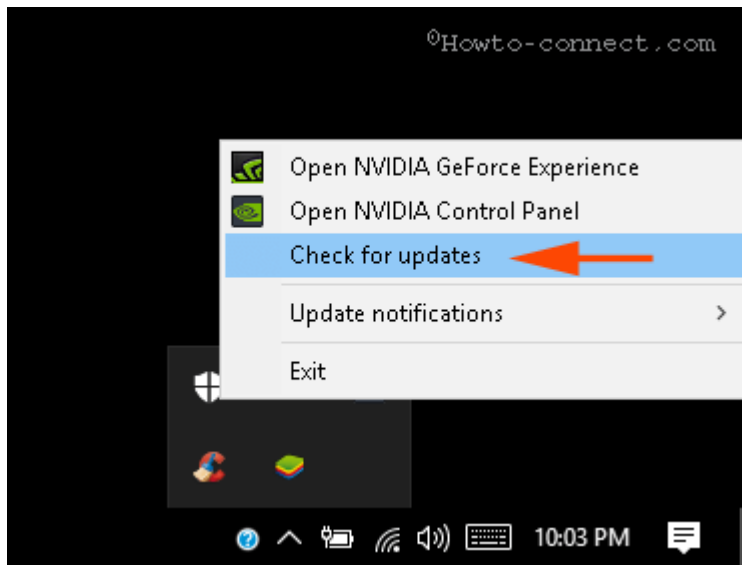 ©Howto-connect.com
Open NVIDIA GeForce Experience
Open NVIDIA Control Panel
Check for updates
Update notifications
Exit
10:03 PM